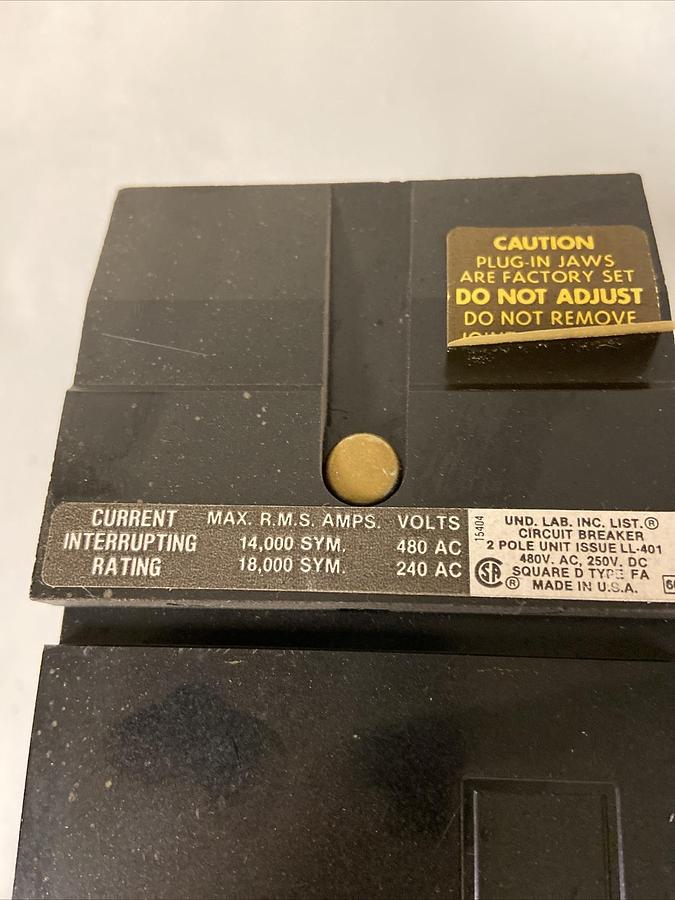 CAUTION
PLUG-IN JAWS
ARE FACTORY SET
DO NOT ADJUST
DO NOT REMOVE
CURRENT INTERRUPTING RATING
MAX. R.M.S. AMPS. VOLTS
14,000 SYM. 480 AC
18,000 SYM. 240 AC
15404
UND. LAB. INC. LIST.®
CIRCUIT BREAKER
2 POLE UNIT ISSUE LL-401
480V. AC, 250V. DC
SQUARE D TYPE FA
® MADE IN U.S.A.